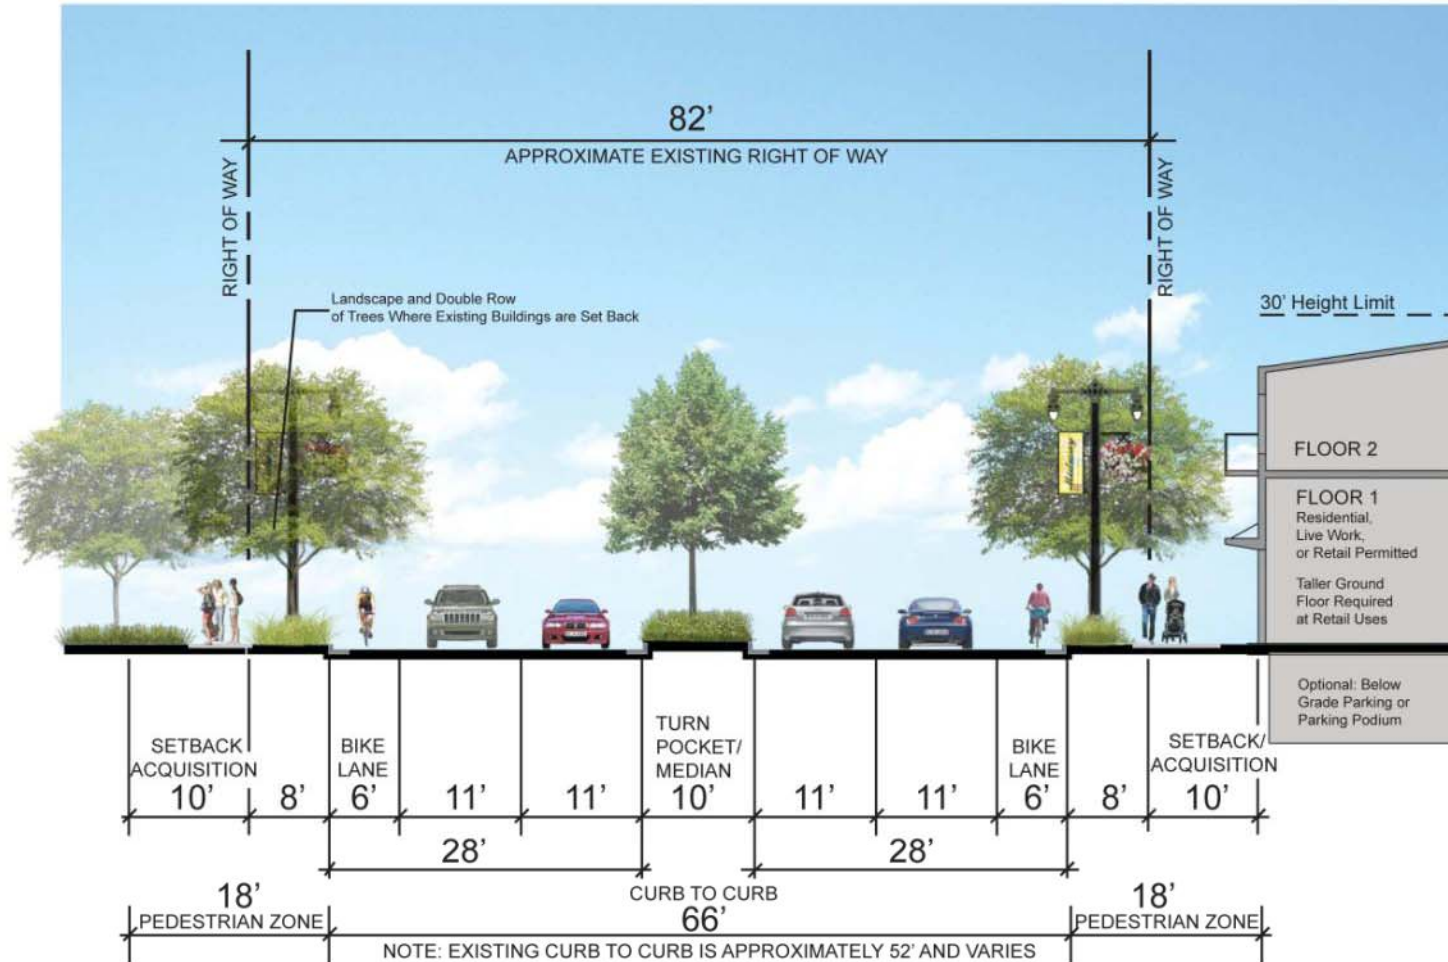 82’
APPROXIMATE EXISTING RIGHT OF WAY
RIGHT OF WAY
RIGHT OF WAY
Landscape and Double Row
of Trees Where Existing Buildings are Set Back
30’ Height Limit
FLOOR 2
FLOOR 1
Residential,
Live Work,
or Retail Permitted
Taller Ground
Floor Required
at Retail Uses
Optional: Below
Grade Parking or
Parking Podium
SETBACK
ACQUISITION
10’
8’
BIKE
LANE
6’
11’
11’
TURN
POCKET/
MEDIAN
10’
11’
11’
BIKE
LANE
6’
8’
SETBACK/
ACQUISITION
10’
28’
28’
CURB TO CURB
18’
PEDESTRIAN ZONE
66’
18’
PEDESTRIAN ZONE
NOTE: EXISTING CURB TO CURB IS APPROXIMATELY 52’ AND VARIES